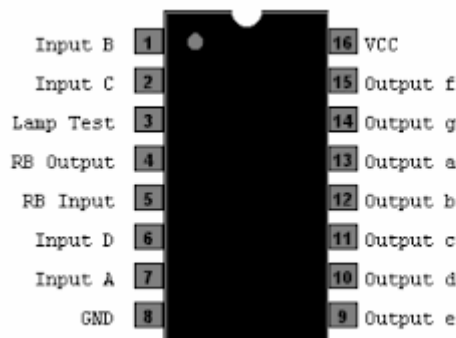 Input B 1 16 VCC
Input C 2 15 Output f
Lamp Test 3 14 Output g
RB Output 4 13 Output a
RB Input 5 12 Output b
Input D 6 11 Output c
Input A 7 10 Output d
GND 8 9 Output e